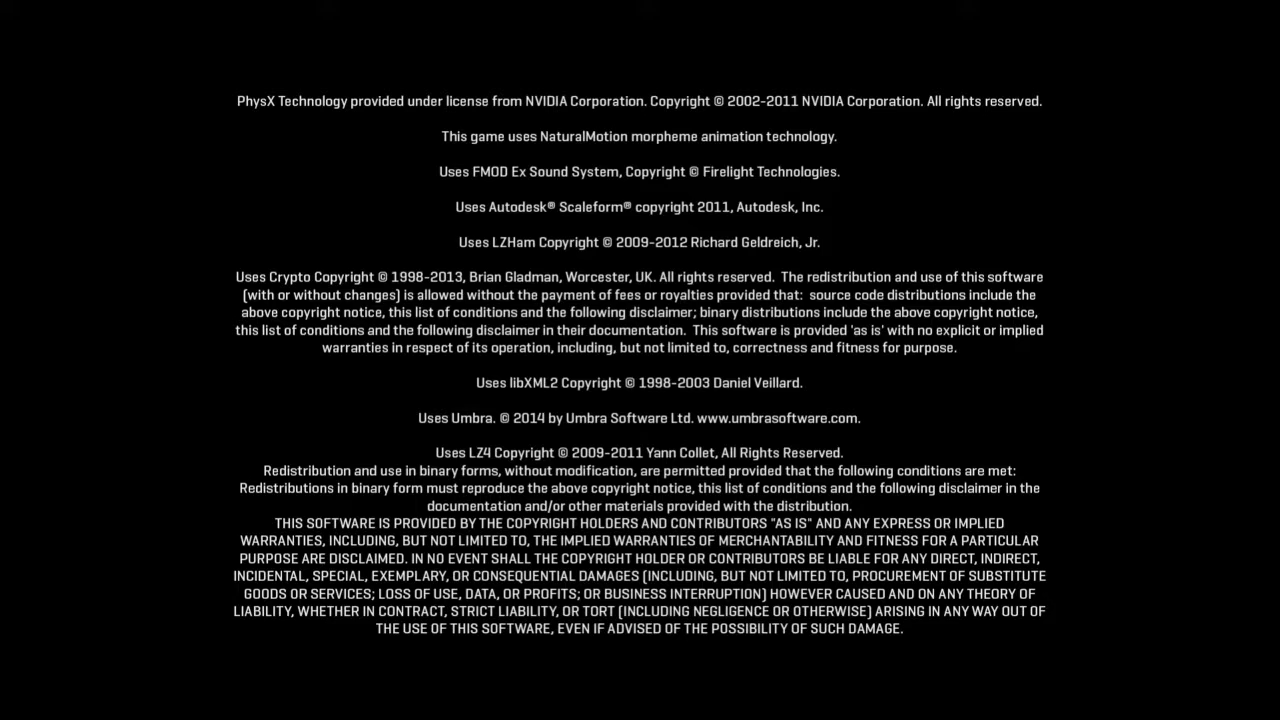 PhysX Technology provided under license from NVIDIA Corporation. Copyright © 2002-2011 NVIDIA Corporation. All rights reserved.
This game uses NaturalMotion morpheme animation technology.
Uses FMOD Ex Sound System, Copyright © Firelight Technologies.
Uses Autodesk® Scaleform® copyright 2011, Autodesk, Inc.
Uses LZHam Copyright © 2009-2012 Richard Geldreich, Jr.
Uses Crypto Copyright © 1998-2013, Brian Gladman, Worcester, UK. All rights reserved.  The redistribution and use of this software
(with or without changes) is allowed without the payment of fees or royalties provided that:  source code distributions include the
above copyright notice, this list of conditions and the following disclaimer; binary distributions include the above copyright notice,
this list of conditions and the following disclaimer in their documentation.  This software is provided 'as is' with no explicit or implied
warranties in respect of its operation, including, but not limited to, correctness and fitness for purpose.
Uses libXML2 Copyright © 1998-2003 Daniel Veillard.
Uses Umbra. © 2014 by Umbra Software Ltd. www.umbrasoftware.com.
Uses LZ4 Copyright © 2009-2011 Yann Collet, All Rights Reserved.
Redistribution and use in binary forms, without modification, are permitted provided that the following conditions are met:
Redistributions in binary form must reproduce the above copyright notice, this list of conditions and the following disclaimer in the
documentation and/or other materials provided with the distribution.
THIS SOFTWARE IS PROVIDED BY THE COPYRIGHT HOLDERS AND CONTRIBUTORS "AS IS" AND ANY EXPRESS OR IMPLIED
WARRANTIES, INCLUDING, BUT NOT LIMITED TO, THE IMPLIED WARRANTIES OF MERCHANTABILITY AND FITNESS FOR A PARTICULAR
PURPOSE ARE DISCLAIMED. IN NO EVENT SHALL THE COPYRIGHT HOLDER OR CONTRIBUTORS BE LIABLE FOR ANY DIRECT, INDIRECT,
INCIDENTAL, SPECIAL, EXEMPLARY, OR CONSEQUENTIAL DAMAGES (INCLUDING, BUT NOT LIMITED TO, PROCUREMENT OF SUBSTITUTE
GOODS OR SERVICES; LOSS OF USE, DATA, OR PROFITS; OR BUSINESS INTERRUPTION) HOWEVER CAUSED AND ON ANY THEORY OF
LIABILITY, WHETHER IN CONTRACT, STRICT LIABILITY, OR TORT (INCLUDING NEGLIGENCE OR OTHERWISE) ARISING IN ANY WAY OUT OF
THE USE OF THIS SOFTWARE, EVEN IF ADVISED OF THE POSSIBILITY OF SUCH DAMAGE.